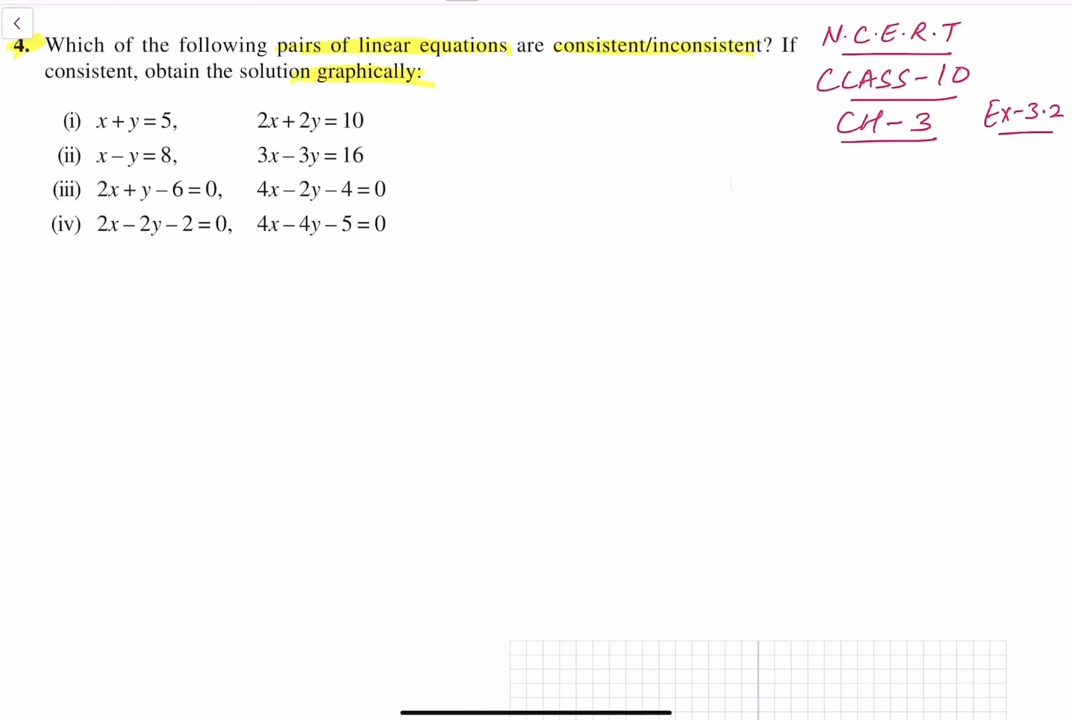 4. Which of the following pairs of linear equations are consistent/inconsistent? If
consistent, obtain the solution graphically:
(i) x + y = 5, 2x + 2y = 10
(ii) x – y = 8, 3x – 3y = 16
(iii) 2x + y – 6 = 0, 4x – 2y – 4 = 0
(iv) 2x – 2y – 2 = 0, 4x – 4y – 5 = 0
N.C.E.R.T
CLASS-10
CH-3
Ex-3.2